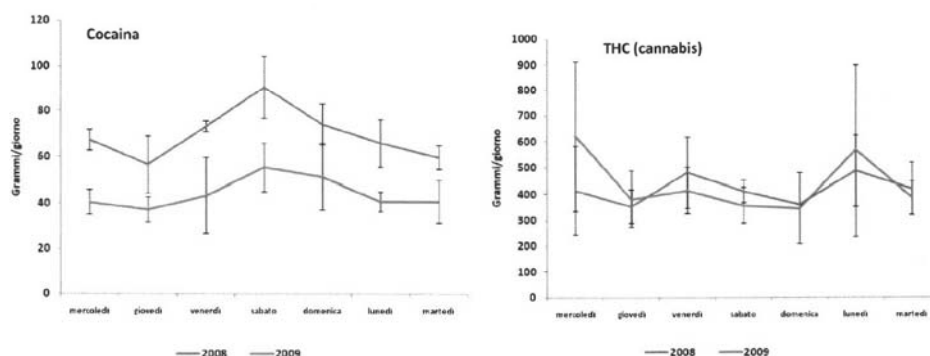 Cocaina
Grammi/giorno
120
100
80
60
40
20
0
mercoledì
giovedì
venerdì
sabato
domenica
lunedì
martedì
2008
2009
THC (cannabis)
Grammi/giorno
1000
900
800
700
600
500
400
300
200
100
0
mercoledì
giovedì
venerdì
sabato
domenica
lunedì
martedì
2008
2009